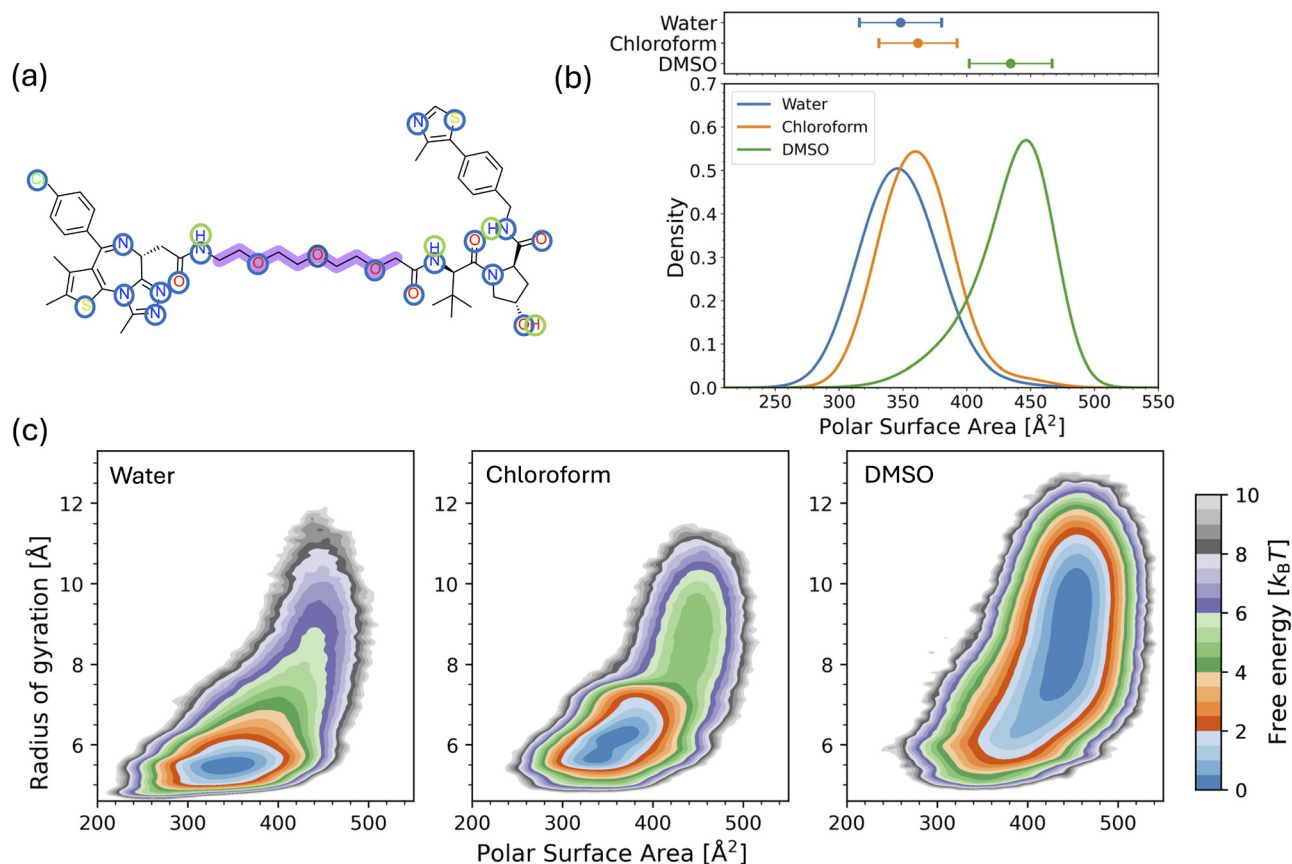 (a)
Cl
N
S
N
H
N
O
O
O
O
O
H
N
O
N
H
N
O
OH
N
N
N
N
S
Water
Chloroform
DMSO
(b)
0.7
0.6
0.5
0.4
0.3
0.2
0.1
0.0
Density
Water
Chloroform
DMSO
250 300 350 400 450 500 550
Polar Surface Area [Å²]
(c)
Water
Chloroform
DMSO
12
10
8
6
Radius of gyration [Å]
200 300 400 500
200 300 400 500
200 300 400 500
Polar Surface Area [Å²]
10
8
6
4
2
0
Free energy [kBT]